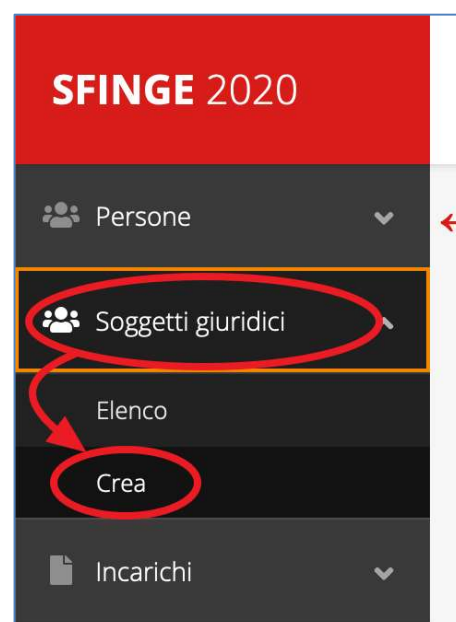 SFINGE 2020
Persone
Soggetti giuridici
Elenco
Crea
Incarichi